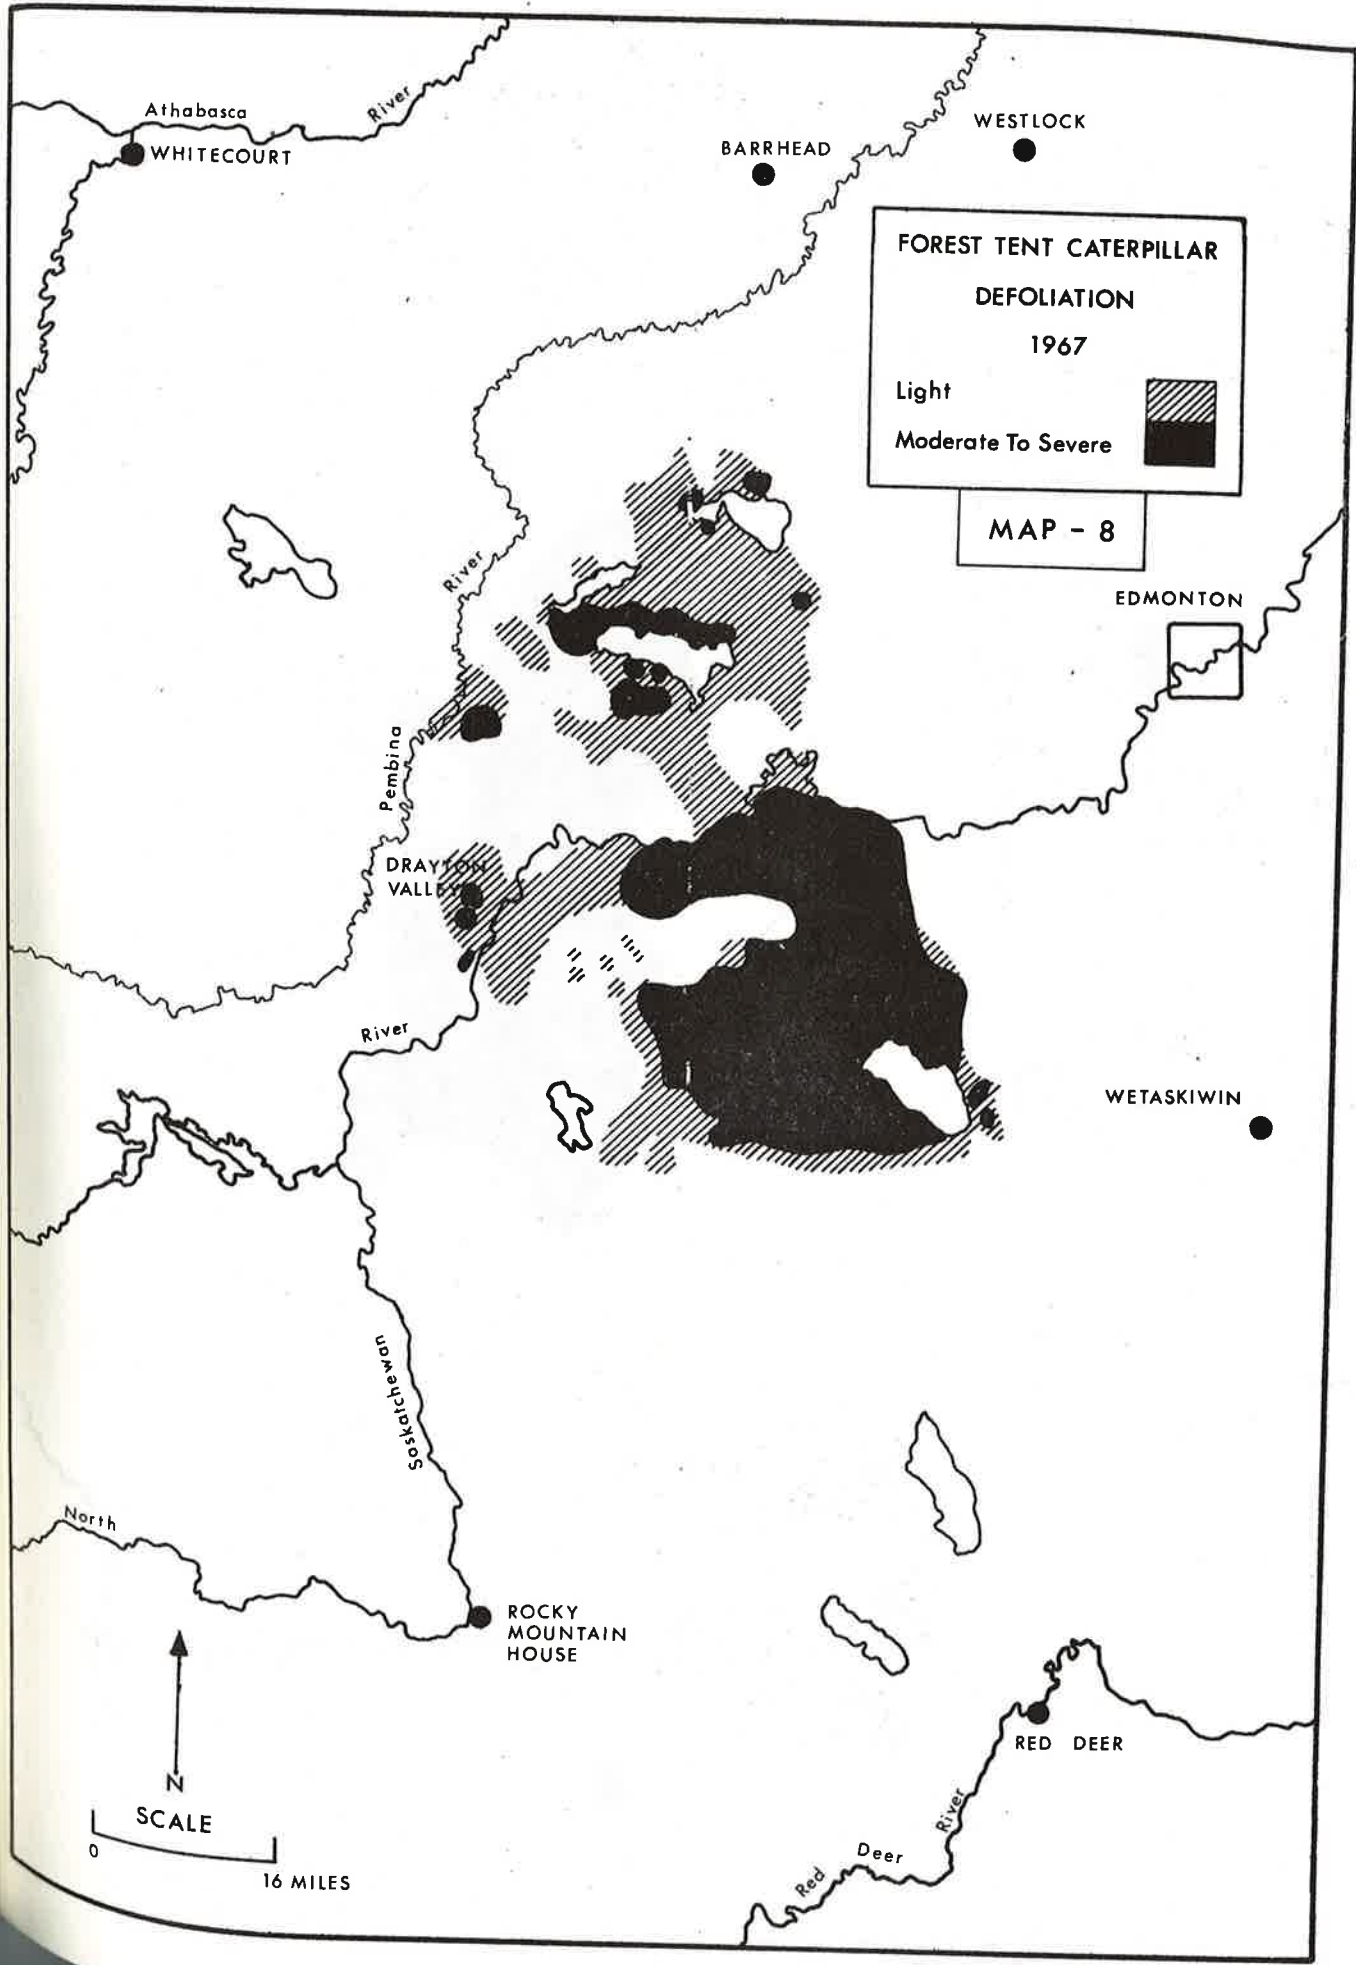 Athabasca River
WHITECOURT
BARRHEAD
WESTLOCK
FOREST TENT CATERPILLAR
DEFOLIATION
1967
Light
Moderate To Severe
MAP - 8
EDMONTON
River
Pembina
DRAYTON
VALLEY
River
WETASKIWIN
Saskatchewan
North
ROCKY
MOUNTAIN
HOUSE
RED DEER
N
SCALE
0
16 MILES
Red Deer River